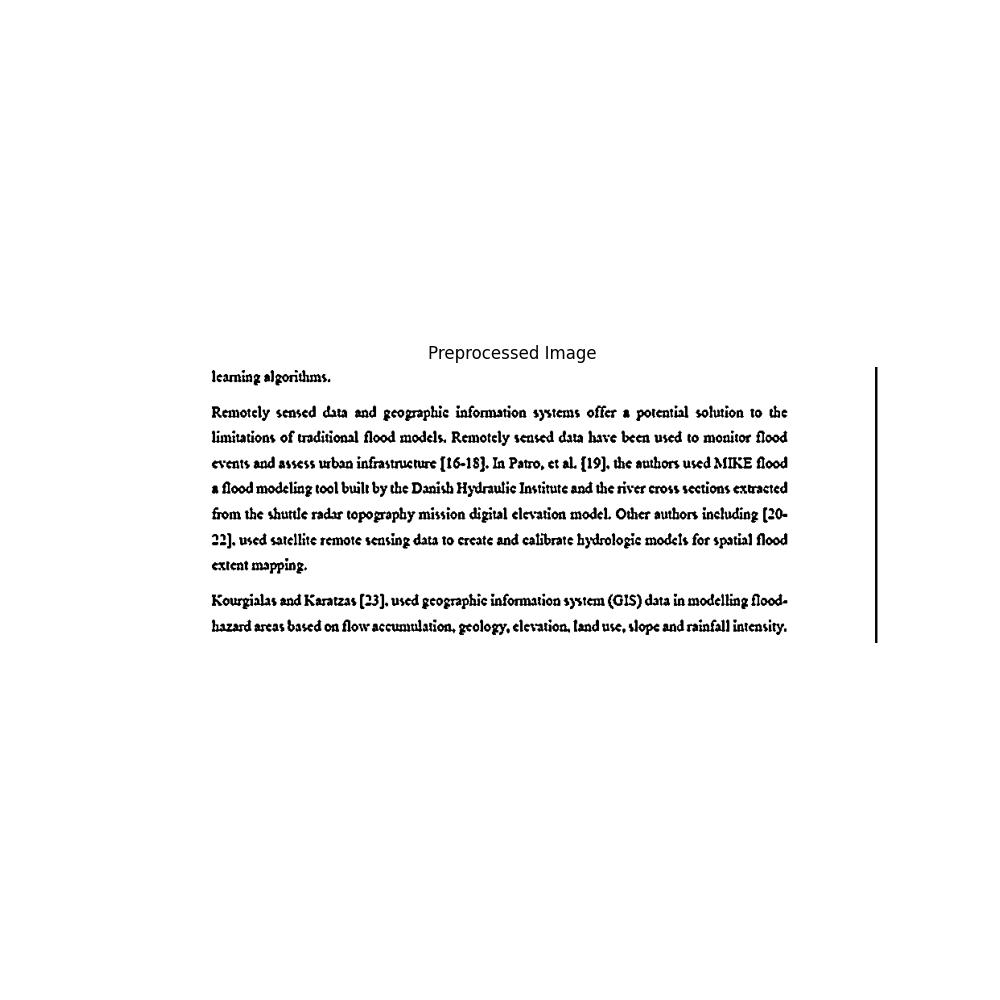 Preprocessed Image
learning algorithms.
Remotely sensed data and geographic information systems offer a potential solution to the
limitations of traditional flood models. Remotely sensed data have been used to monitor flood
events and assess urban infrastructure [16-18]. In Patro, et al. [19], the authors used MIKE flood
a flood modeling tool built by the Danish Hydraulic Institute and the river cross sections extracted
from the shuttle radar topography mission digital elevation model. Other authors including [20-
22], used satellite remote sensing data to create and calibrate hydrologic models for spatial flood
extent mapping.
Kourgialas and Karatzas [23], used geographic information system (GIS) data in modelling flood-
hazard areas based on flow accumulation, geology, elevation, land use, slope and rainfall intensity.